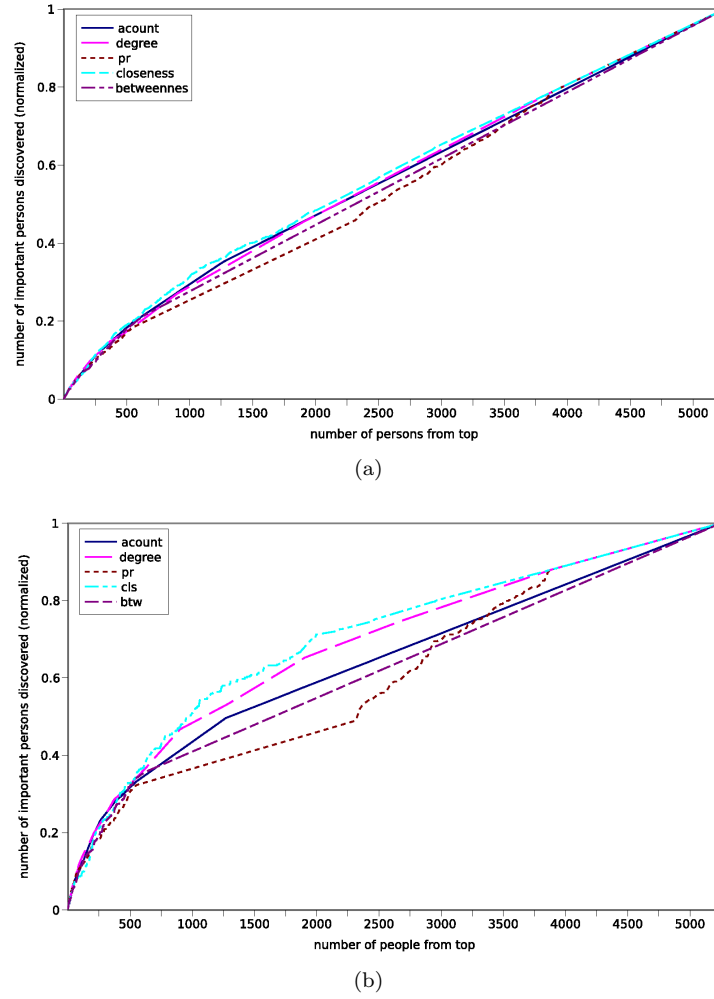 1
acount
degree
pr
closeness
betweennes
0.8
0.6
0.4
0.2
0
number of important persons discovered (normalized)
500 1000 1500 2000 2500 3000 3500 4000 4500 5000
number of persons from top
(a)
1
acount
degree
pr
cls
btw
0.8
0.6
0.4
0.2
0
number of important persons discovered (normalized)
500 1000 1500 2000 2500 3000 3500 4000 4500 5000
number of people from top
(b)